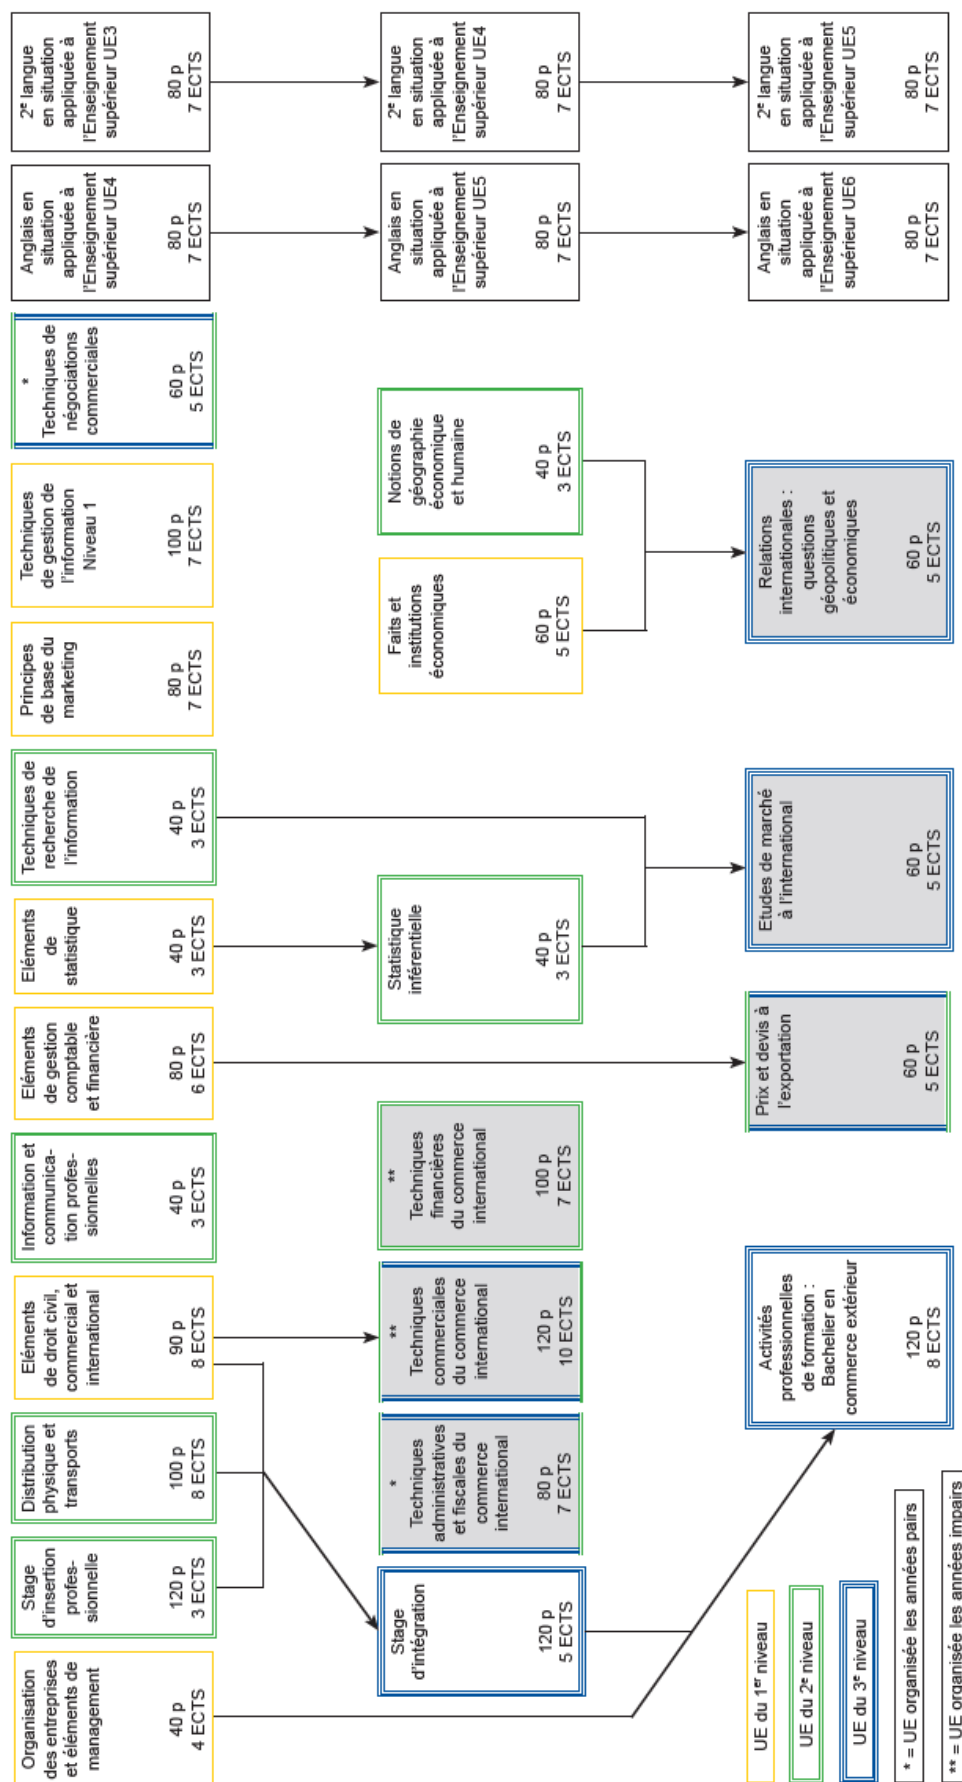 Organisation
des entreprises
et éléments de
management
40 p
4 ECTS
Stage
d'insertion
profes-
sionnelle
120 p
3 ECTS
Distribution
physique et
transports
100 p
8 ECTS
Eléments
de droit civil,
commercial et
international
90 p
8 ECTS
Information et
communica-
tion profes-
sionnelles
40 p
3 ECTS
Eléments
de gestion
comptable
et financière
80 p
6 ECTS
Eléments
de
statistique
40 p
3 ECTS
Techniques de
recherche de
l'information
40 p
3 ECTS
Principes
de base du
marketing
80 p
7 ECTS
Techniques
de gestion de
l'information
Niveau 1
100 p
7 ECTS
*
Techniques de
négociations
commerciales
60 p
5 ECTS
Anglais en
situation
appliquée à
l'Enseignement
supérieur UE4
80 p
7 ECTS
2e langue
en situation
appliquée à
l'Enseignement
supérieur UE3
80 p
7 ECTS
Stage
d'intégration
120 p
5 ECTS
*
Techniques
administratives
et fiscales du
commerce
international
80 p
7 ECTS
**
Techniques
commerciales
du commerce
international
120 p
10 ECTS
**
Techniques
financières
du commerce
international
100 p
7 ECTS
Statistique
inférentielle
40 p
3 ECTS
Faits et
institutions
économiques
60 p
5 ECTS
Notions de
géographie
économique
et humaine
40 p
3 ECTS
Anglais en
situation
appliquée à
l'Enseignement
supérieur UE5
80 p
7 ECTS
2e langue
en situation
appliquée à
l'Enseignement
supérieur UE4
80 p
7 ECTS
Activités
professionnelles
de formation :
Bachelier en
commerce extérieur
120 p
8 ECTS
Prix et devis à
l'exportation
60 p
5 ECTS
Etudes de marché
à l'international
60 p
5 ECTS
Relations
internationales :
questions
géopolitiques et
économiques
60 p
5 ECTS
Anglais en
situation
appliquée à
l'Enseignement
supérieur UE6
80 p
7 ECTS
2e langue
en situation
appliquée à
l'Enseignement
supérieur UE5
80 p
7 ECTS
UE du 1er niveau
UE du 2e niveau
UE du 3e niveau
* = UE organisée les années pairs
** = UE organisée les années impairs